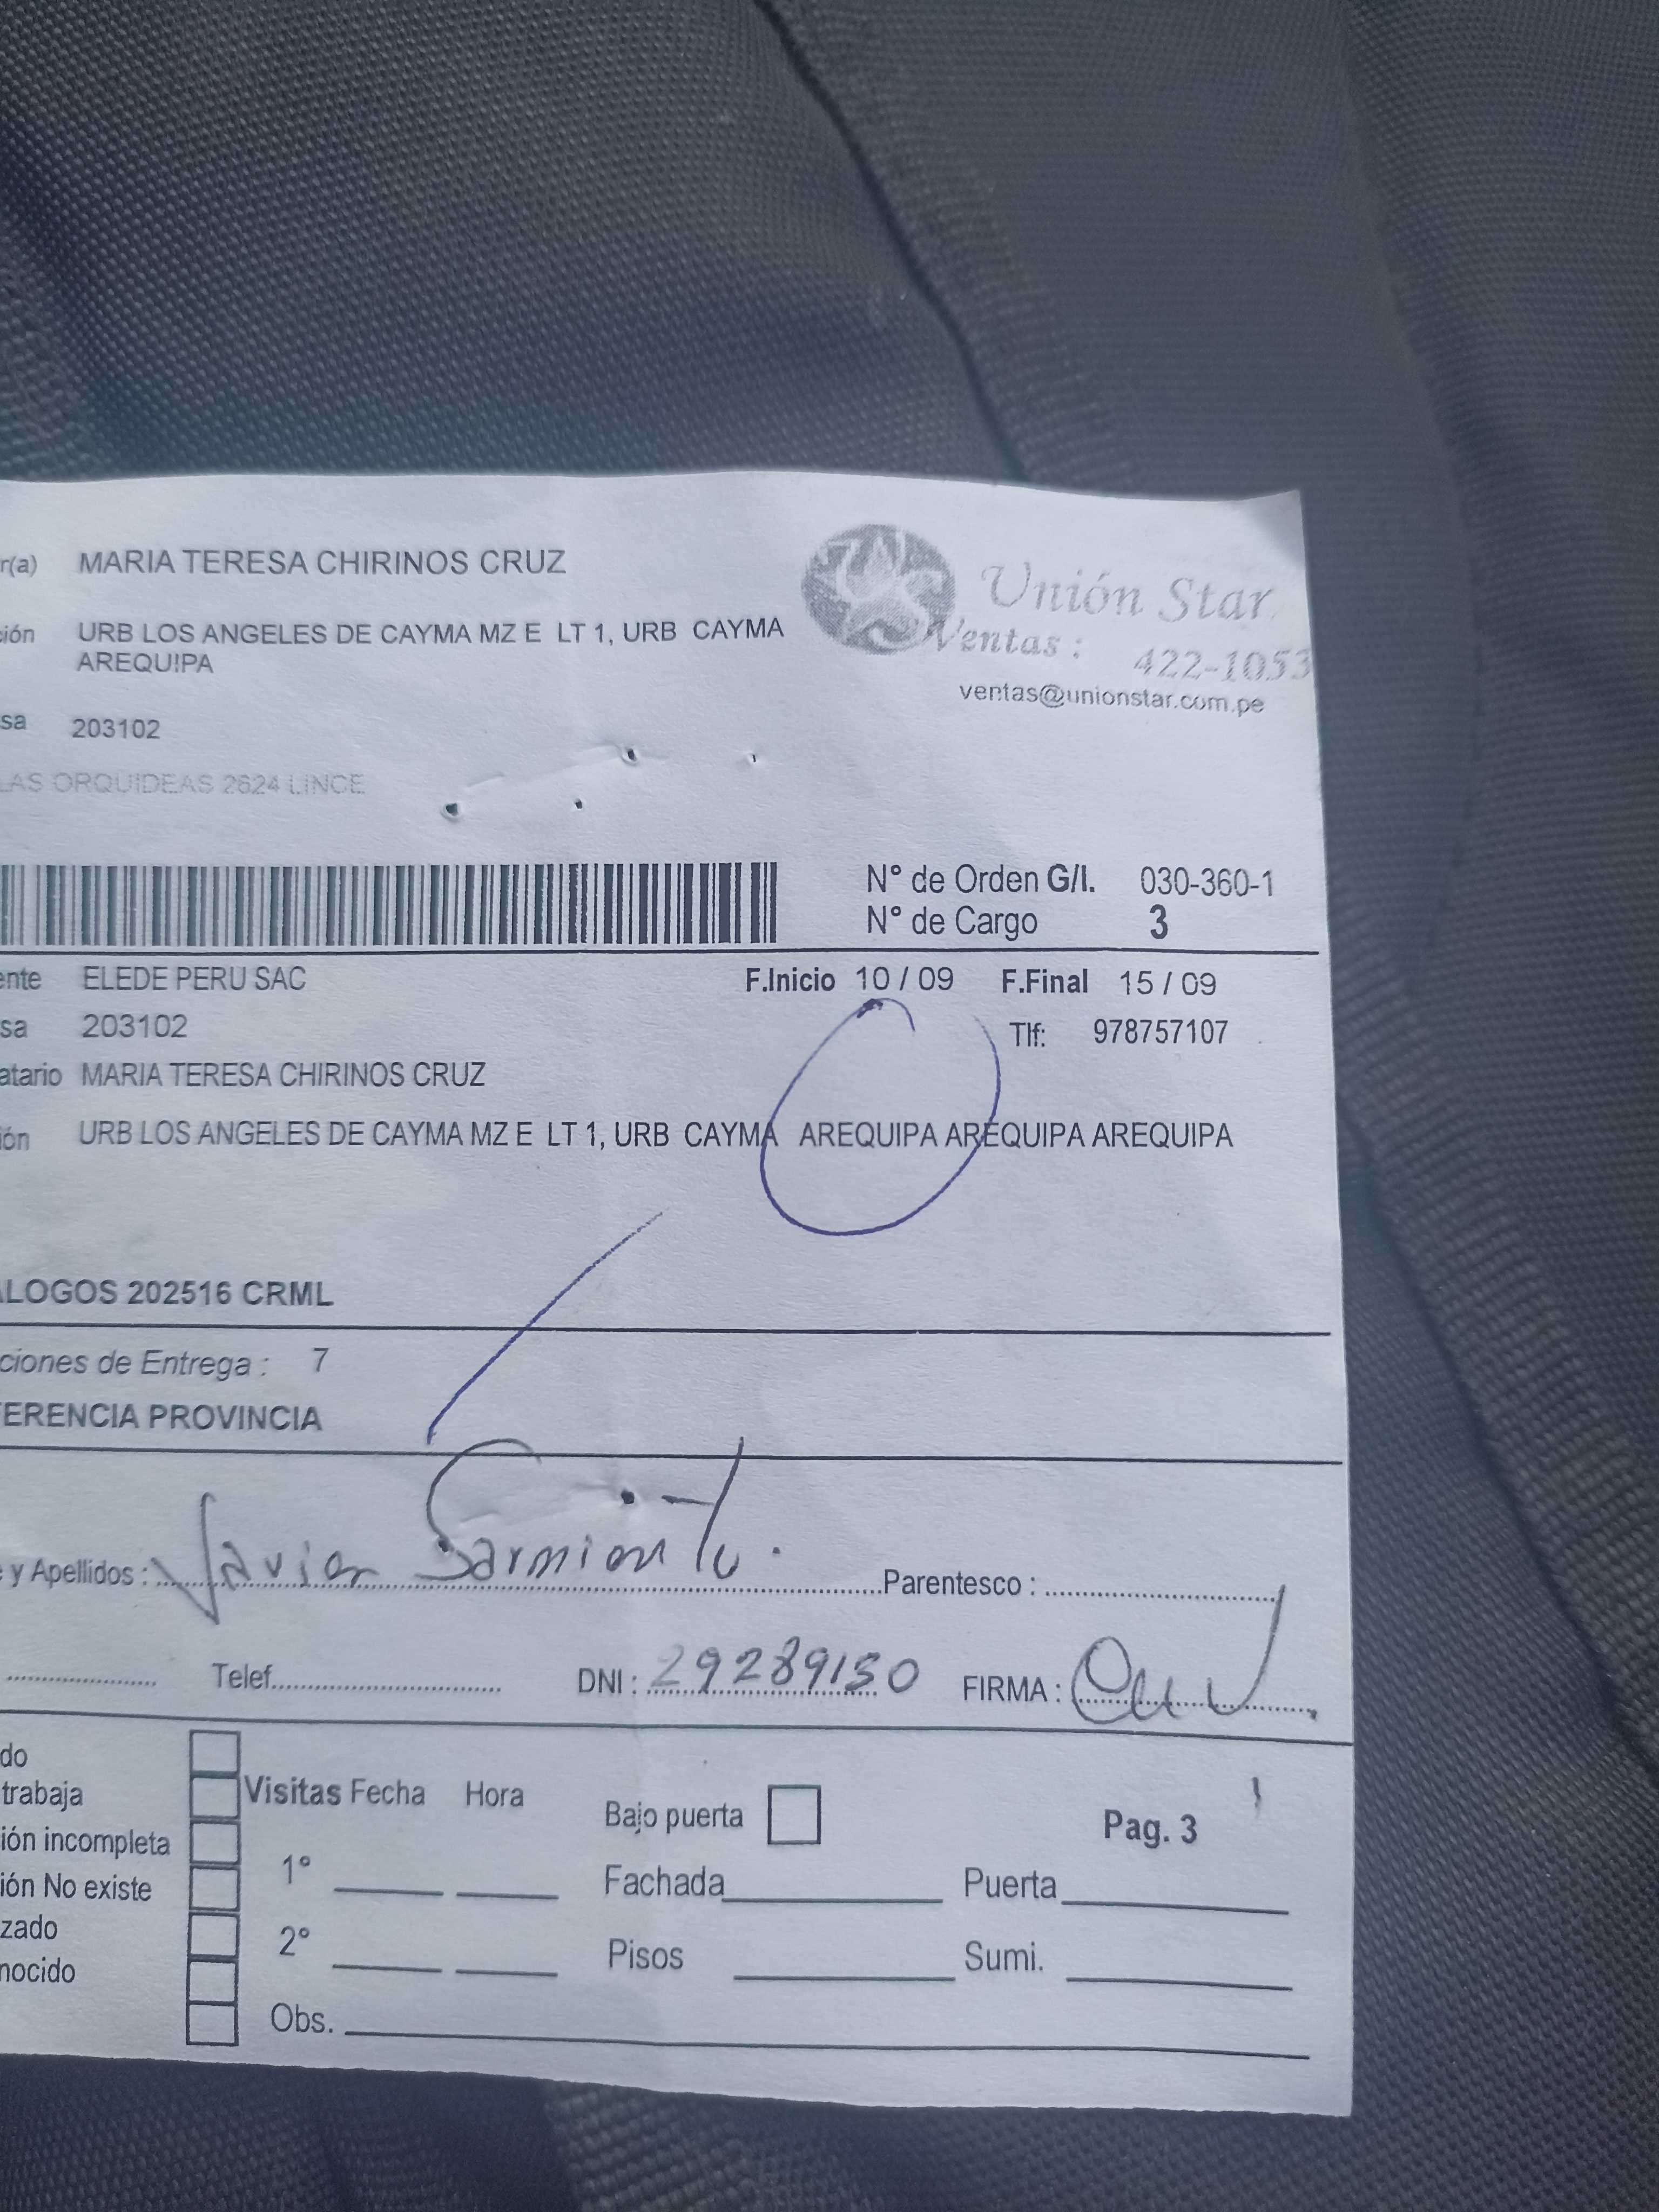 r(a) MARIA TERESA CHIRINOS CRUZ
Unión Star
ión URB LOS ANGELES DE CAYMA MZ E LT 1, URB CAYMA
AREQUIPA
Ventas : 422-1053
ventas@unionstar.com.pe
sa 203102
LAS ORQUIDEAS 2624 LINCE
N° de Orden G/I. 030-360-1
N° de Cargo 3
ente ELEDE PERU SAC F.Inicio 10 / 09 F.Final 15 / 09
sa 203102 Tlf: 978757107
atario MARIA TERESA CHIRINOS CRUZ
ión URB LOS ANGELES DE CAYMA MZ E LT 1, URB CAYMA AREQUIPA AREQUIPA AREQUIPA
ALOGOS 202516 CRML
ciones de Entrega : 7
FERENCIA PROVINCIA
e y Apellidos : Javier Sarmiento. Parentesco :
Telef. DNI : 29289150 FIRMA :
do
trabaja Visitas Fecha Hora Bajo puerta Pag. 3
ión incompleta
ión No existe 1° Fachada Puerta
zado
nocido 2° Pisos Sumi.
Obs.